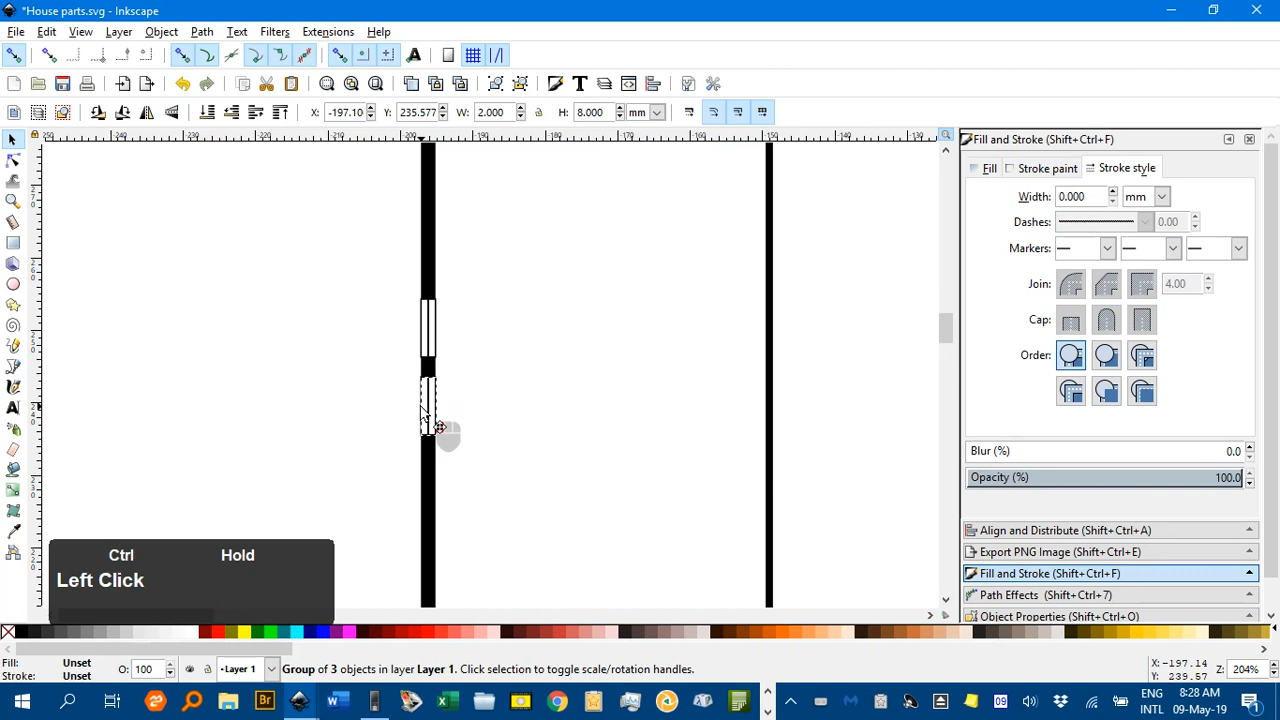 *House parts.svg - Inkscape
File Edit View Layer Object Path Text Filters Extensions Help
X: -197.10 Y: 235.577 W: 2.000 H: 8.000 mm
Fill and Stroke (Shift+Ctrl+F)
Fill Stroke paint Stroke style
Width: 0.000 mm
Dashes: 0.00
Markers:
Join: 4.00
Cap:
Order:
Blur (%) 0.0
Opacity (%) 100.0
Align and Distribute (Shift+Ctrl+A)
Export PNG Image (Shift+Ctrl+E)
Fill and Stroke (Shift+Ctrl+F)
Path Effects (Shift+Ctrl+7)
Object Properties (Shift+Ctrl+O)
Ctrl Hold
Left Click
Fill: Unset
Stroke: Unset
O: 100
Layer 1
Group of 3 objects in layer Layer 1. Click selection to toggle scale/rotation handles.
X: -197.14
Y: 239.57
Z: 204%
ENG
INTL
8:28 AM
09-May-19